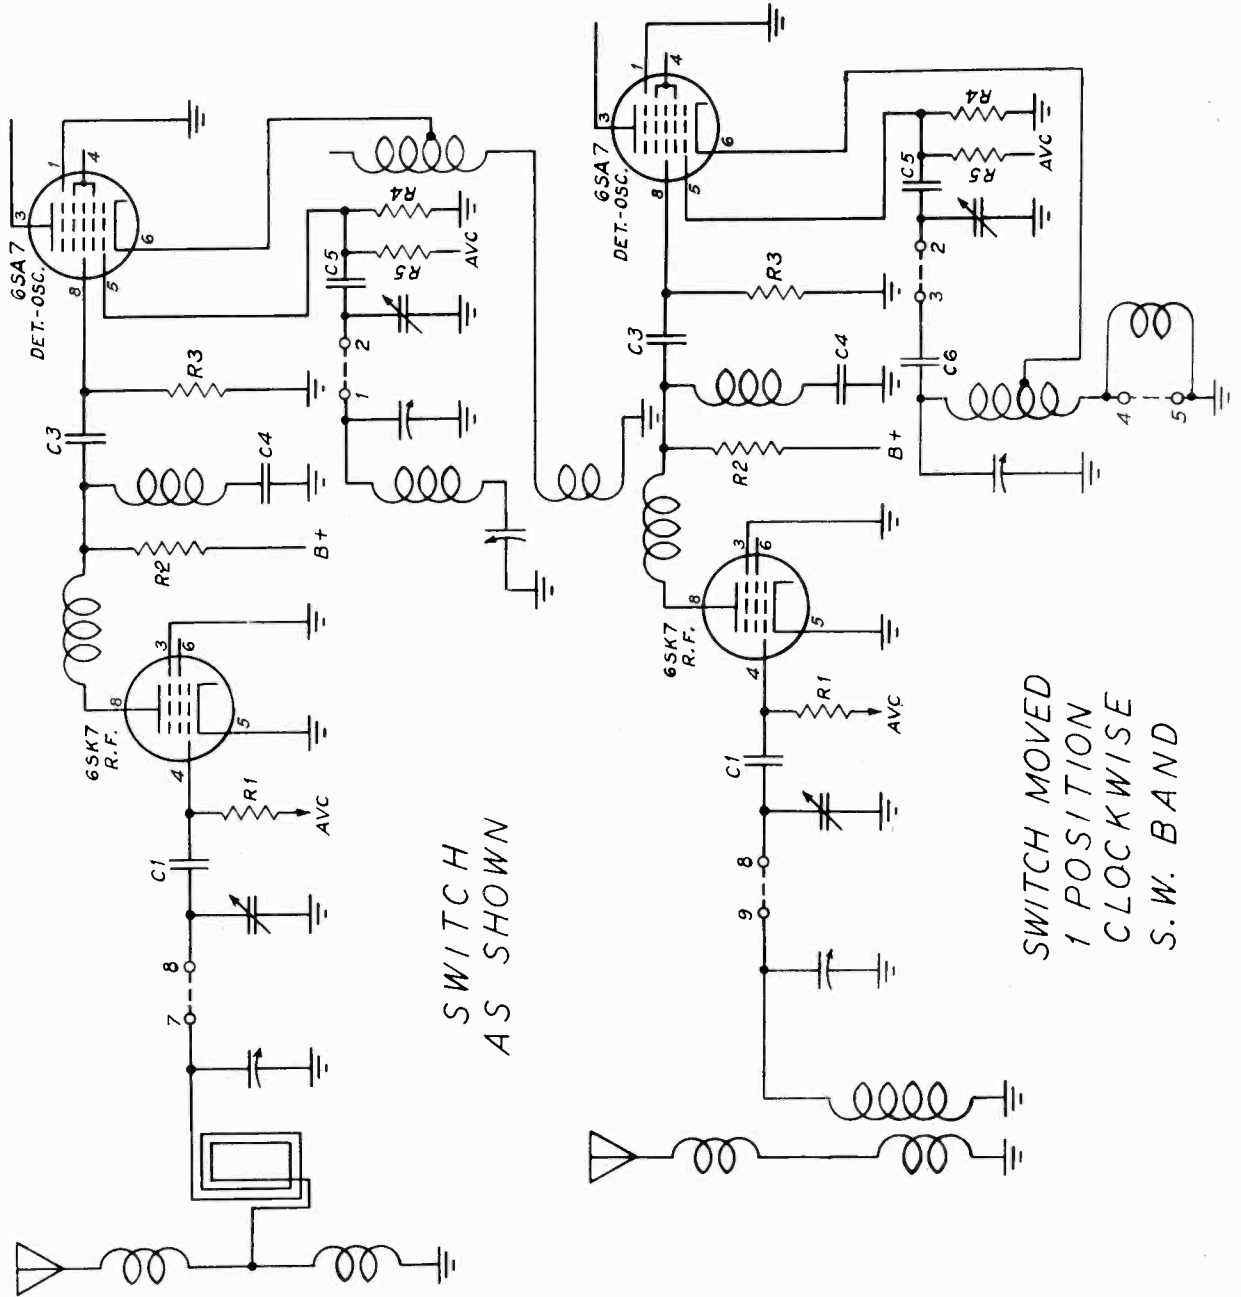 6SA7
DET.-OSC.
3
1
4
8
5
6
C3
R3
C4
R2
B+
6SK7
R.F.
8
3
6
4
5
C1
R1
AVC
7
8
C5
R5
R4
AVC
1
2
SWITCH
AS SHOWN
6SA7
DET.-OSC.
3
1
4
8
5
6
C3
R3
C4
R2
B+
6SK7
R.F.
8
3
6
4
5
C1
R1
AVC
9
8
C5
R5
R4
AVC
3
2
C6
4
5
SWITCH MOVED
1 POSITION
CLOCKWISE
S.W. BAND